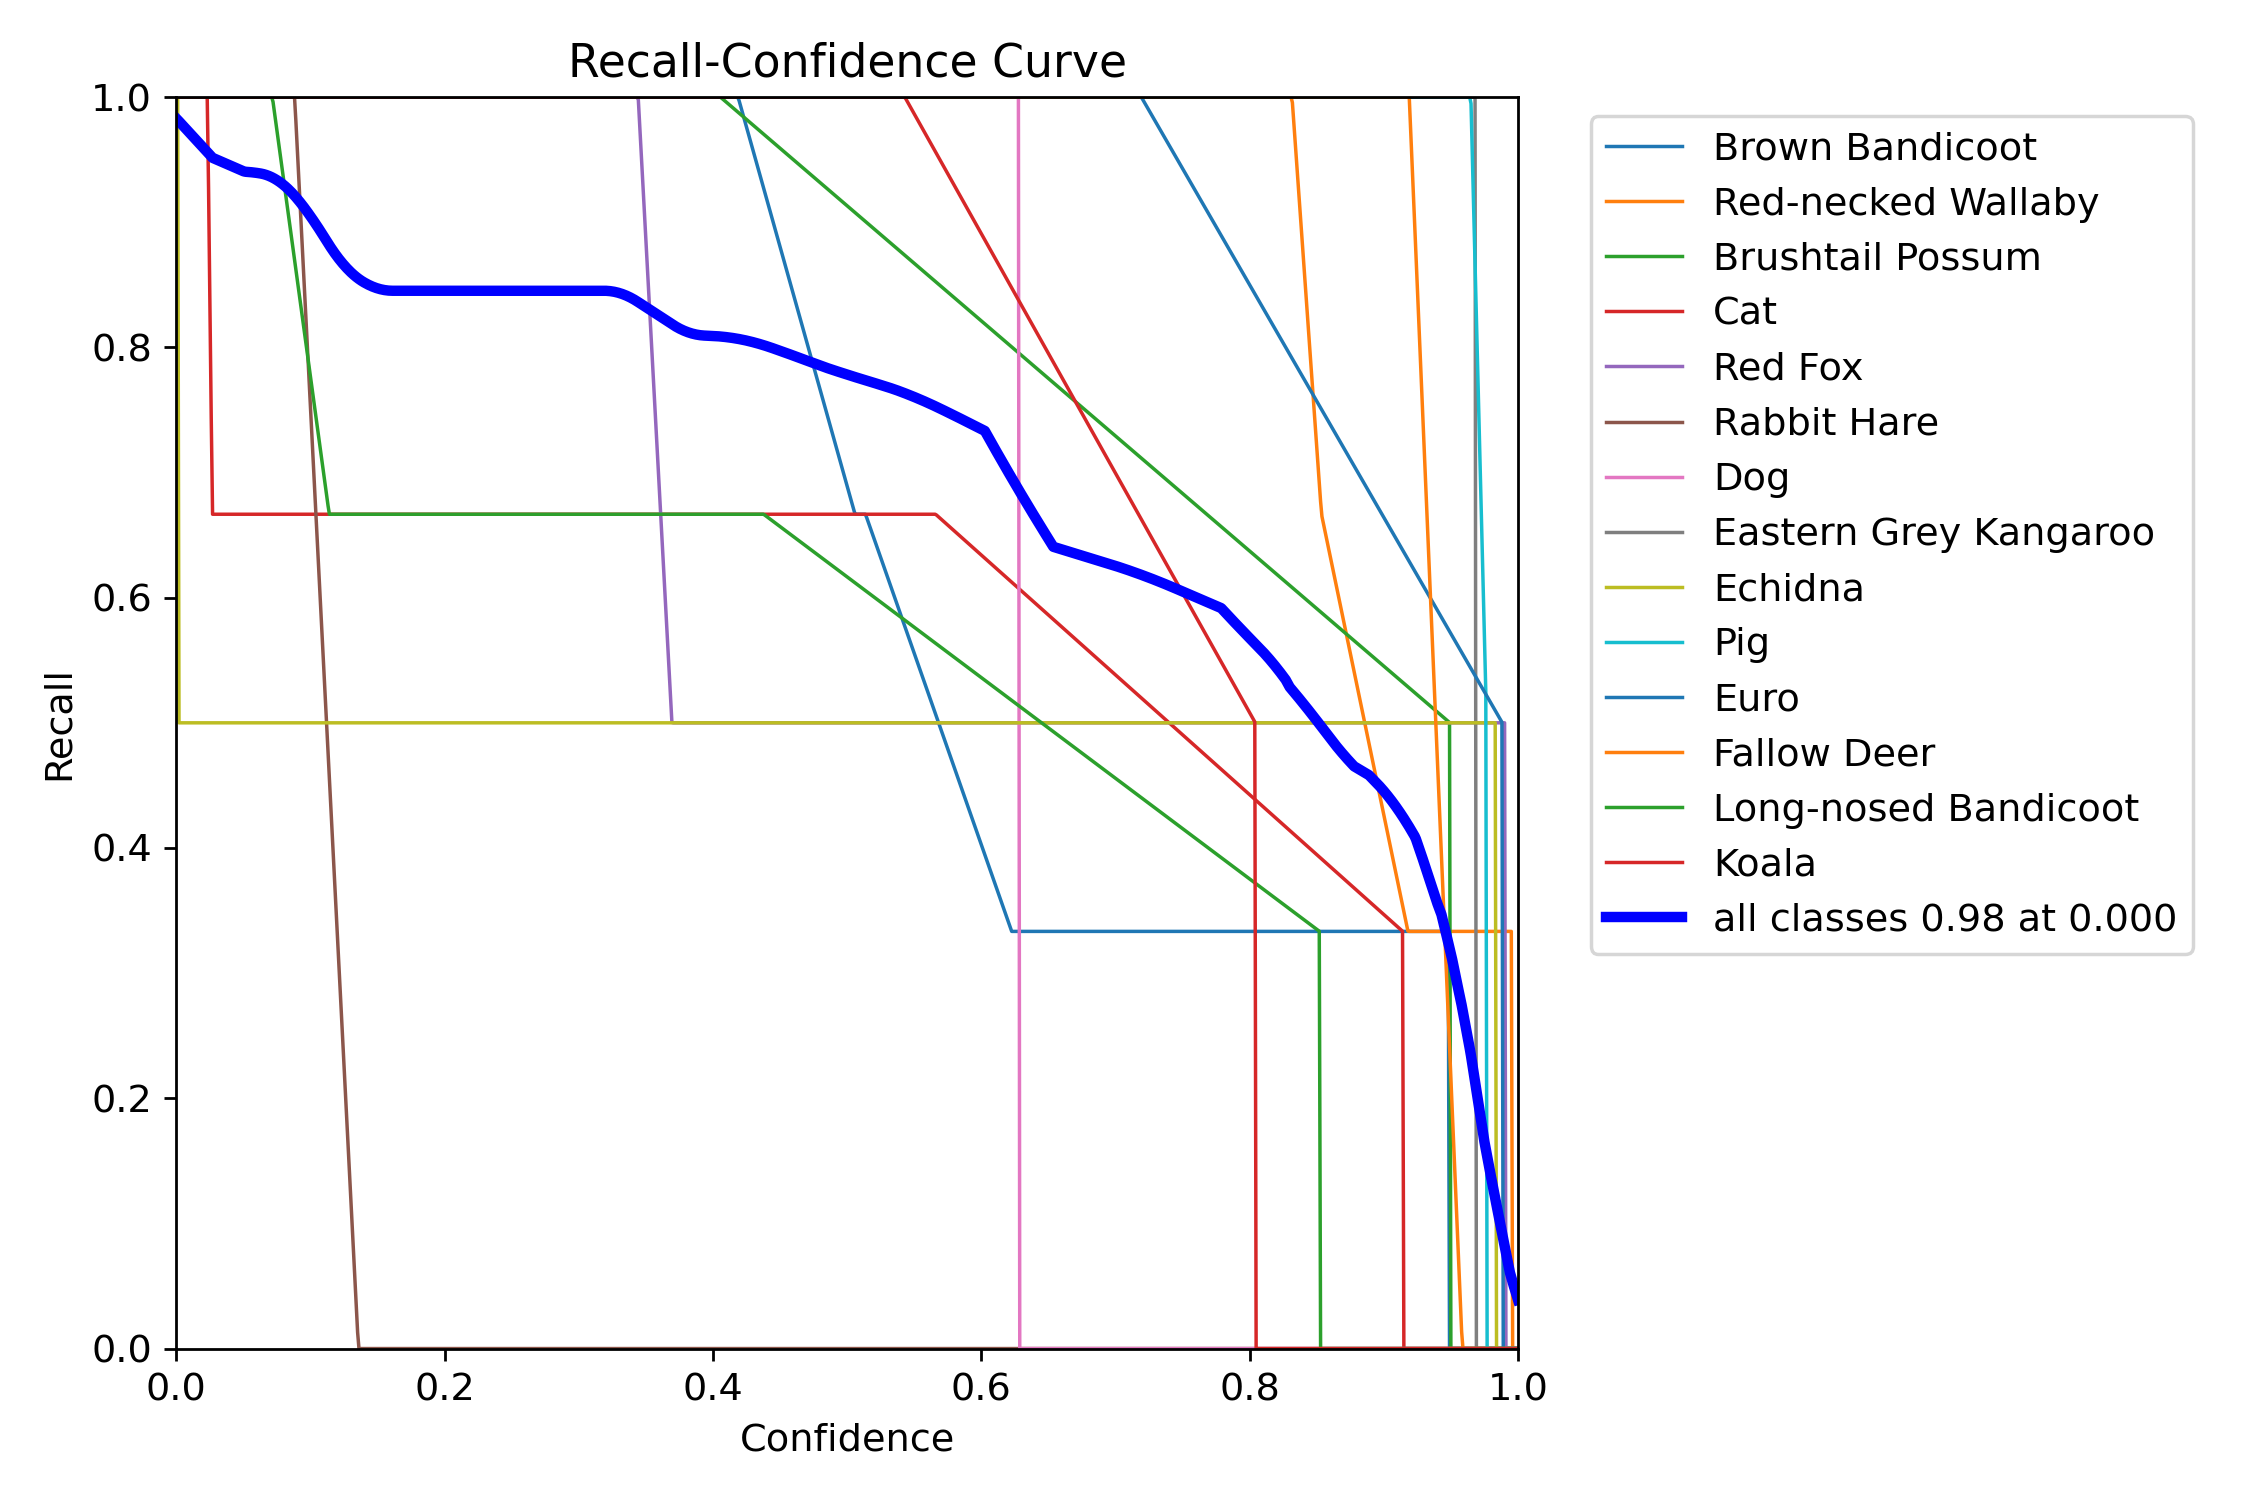 Recall-Confidence Curve
1.0
0.8
0.6
0.4
0.2
0.0
Recall
0.0 0.2 0.4 0.6 0.8 1.0
Confidence
Brown Bandicoot
Red-necked Wallaby
Brushtail Possum
Cat
Red Fox
Rabbit Hare
Dog
Eastern Grey Kangaroo
Echidna
Pig
Euro
Fallow Deer
Long-nosed Bandicoot
Koala
all classes 0.98 at 0.000